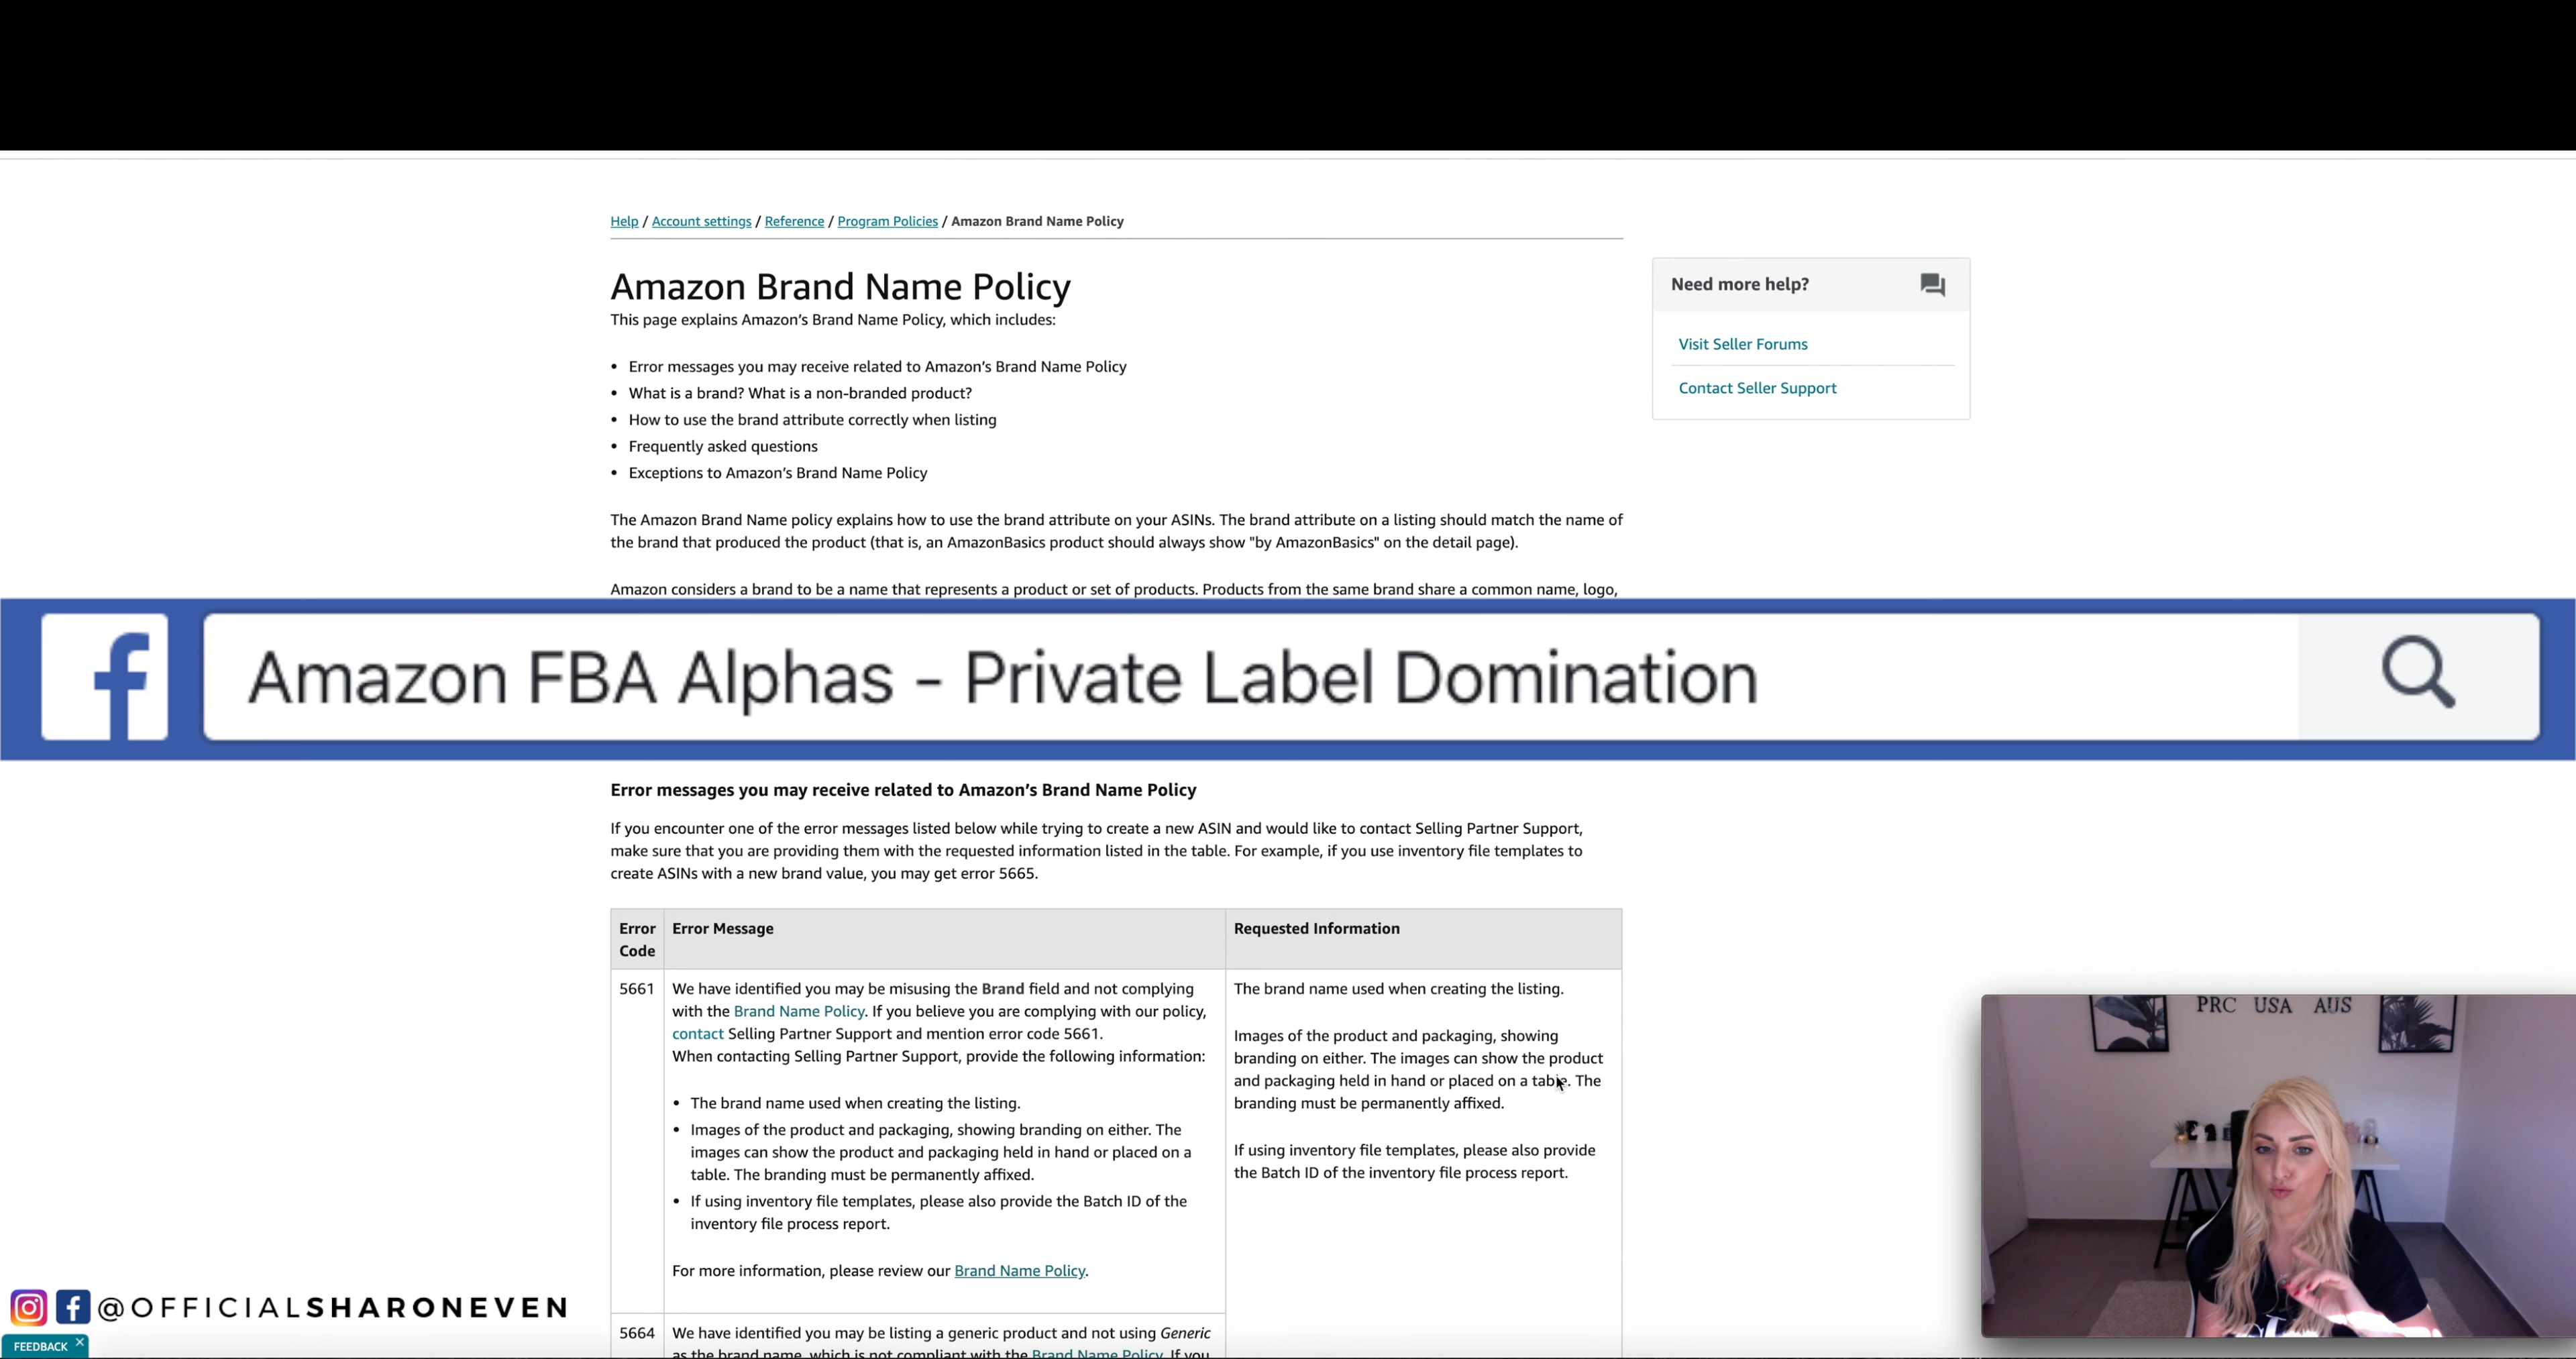 Help / Account settings / Reference / Program Policies / Amazon Brand Name Policy
Amazon Brand Name Policy
This page explains Amazon’s Brand Name Policy, which includes:
• Error messages you may receive related to Amazon’s Brand Name Policy
• What is a brand? What is a non-branded product?
• How to use the brand attribute correctly when listing
• Frequently asked questions
• Exceptions to Amazon’s Brand Name Policy
The Amazon Brand Name policy explains how to use the brand attribute on your ASINs. The brand attribute on a listing should match the name of
the brand that produced the product (that is, an AmazonBasics product should always show "by AmazonBasics" on the detail page).
Amazon considers a brand to be a name that represents a product or set of products. Products from the same brand share a common name, logo,
Need more help?
Visit Seller Forums
Contact Seller Support
f
Amazon FBA Alphas - Private Label Domination
Error messages you may receive related to Amazon’s Brand Name Policy
If you encounter one of the error messages listed below while trying to create a new ASIN and would like to contact Selling Partner Support,
make sure that you are providing them with the requested information listed in the table. For example, if you use inventory file templates to
create ASINs with a new brand value, you may get error 5665.
Error
Code
Error Message
Requested Information
5661
We have identified you may be misusing the Brand field and not complying
with the Brand Name Policy. If you believe you are complying with our policy,
contact Selling Partner Support and mention error code 5661.
When contacting Selling Partner Support, provide the following information:
• The brand name used when creating the listing.
• Images of the product and packaging, showing branding on either. The
images can show the product and packaging held in hand or placed on a
table. The branding must be permanently affixed.
• If using inventory file templates, please also provide the Batch ID of the
inventory file process report.
For more information, please review our Brand Name Policy.
The brand name used when creating the listing.
Images of the product and packaging, showing
branding on either. The images can show the product
and packaging held in hand or placed on a table. The
branding must be permanently affixed.
If using inventory file templates, please also provide
the Batch ID of the inventory file process report.
5664
We have identified you may be listing a generic product and not using Generic
as the brand name, which is not compliant with the Brand Name Policy. If you
PRC USA AUS
@OFFICIALSHARONEVEN
FEEDBACK